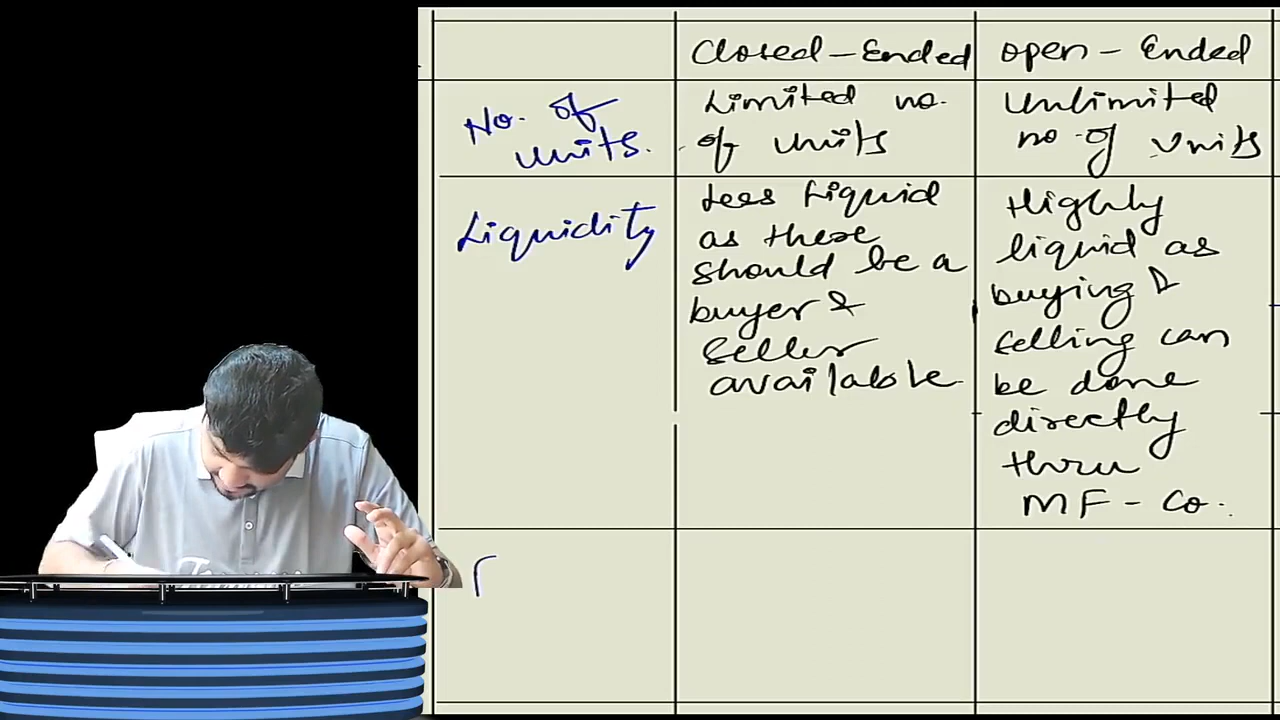 Closed-Ended
Open-Ended
No. of
units.
Limited no.
of units
Unlimited
no. of units
Liquidity
Less Liquid
as there
should be a
buyer &
seller
available
Highly
liquid as
buying &
selling can
be done
directly
thru
MF-Co.